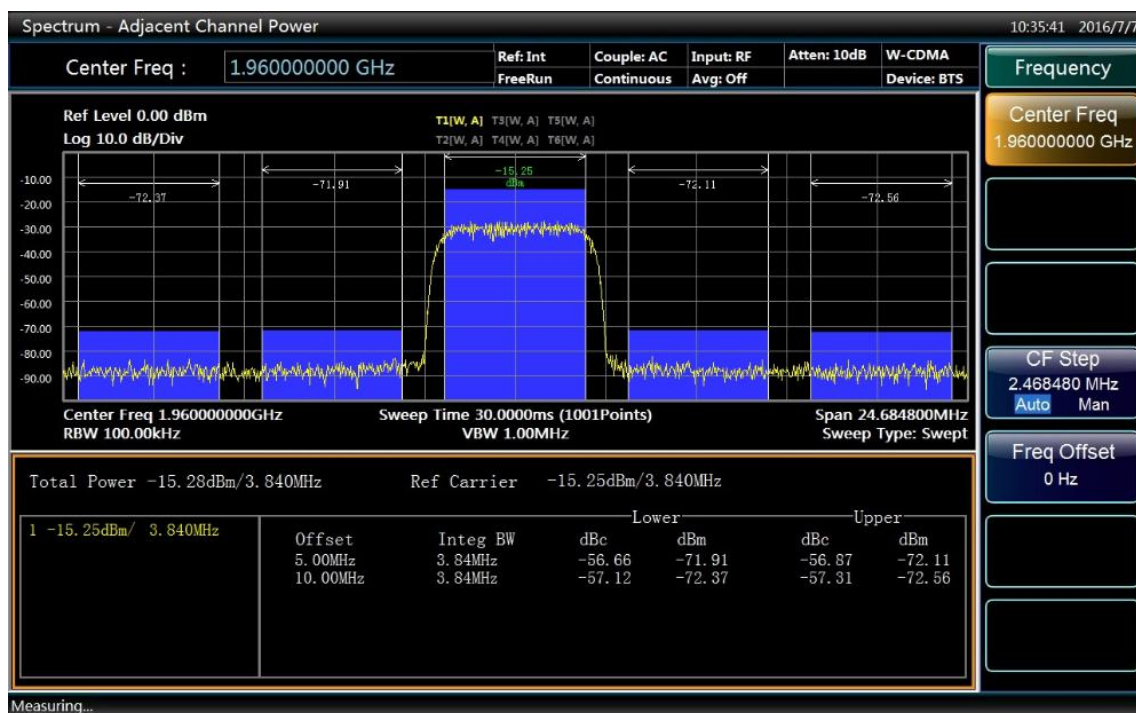 Spectrum - Adjacent Channel Power
10:35:41 2016/7/7
Center Freq : 1.960000000 GHz
Ref: Int Couple: AC Input: RF Atten: 10dB W-CDMA
FreeRun Continuous Avg: Off Device: BTS
Frequency
Center Freq
1.960000000 GHz
Ref Level 0.00 dBm
Log 10.0 dB/Div
T1[W, A] T3[W, A] T5[W, A]
T2[W, A] T4[W, A] T6[W, A]
-10.00
-20.00
-30.00
-40.00
-50.00
-60.00
-70.00
-80.00
-90.00
-72.37
-71.91
-15.25
dBm
-72.11
-72.56
Center Freq 1.960000000GHz Sweep Time 30.0000ms (1001Points) Span 24.684800MHz
RBW 100.00kHz VBW 1.00MHz Sweep Type: Swept
CF Step
2.468480 MHz
Auto Man
Freq Offset
0 Hz
Total Power -15.28dBm/3.840MHz Ref Carrier -15.25dBm/3.840MHz
1 -15.25dBm/ 3.840MHz
Lower Upper
Offset Integ BW dBc dBm dBc dBm
5.00MHz 3.84MHz -56.66 -71.91 -56.87 -72.11
10.00MHz 3.84MHz -57.12 -72.37 -57.31 -72.56
Measuring...